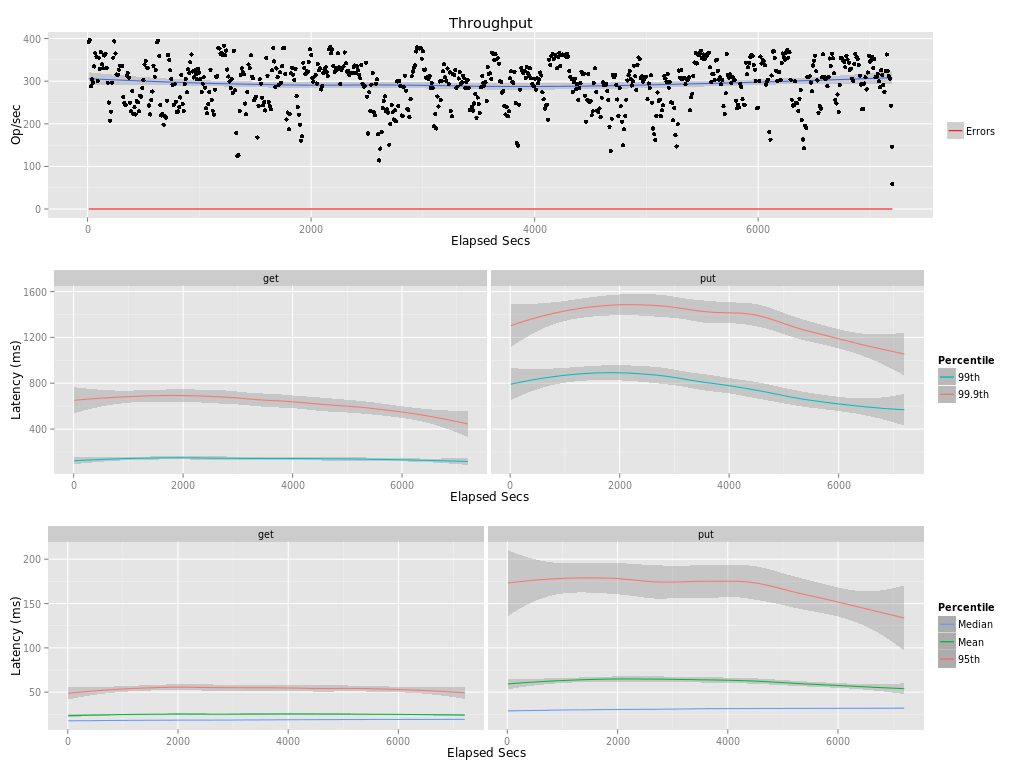 Throughput
Op/sec
400
300
200
100
0
0 2000 4000 6000
Elapsed Secs
Errors
get put
Latency (ms)
1600
1200
800
400
0 2000 4000 6000 0 2000 4000 6000
Elapsed Secs
Percentile
99th
99.9th
get put
Latency (ms)
200
150
100
50
0 2000 4000 6000 0 2000 4000 6000
Elapsed Secs
Percentile
Median
Mean
95th